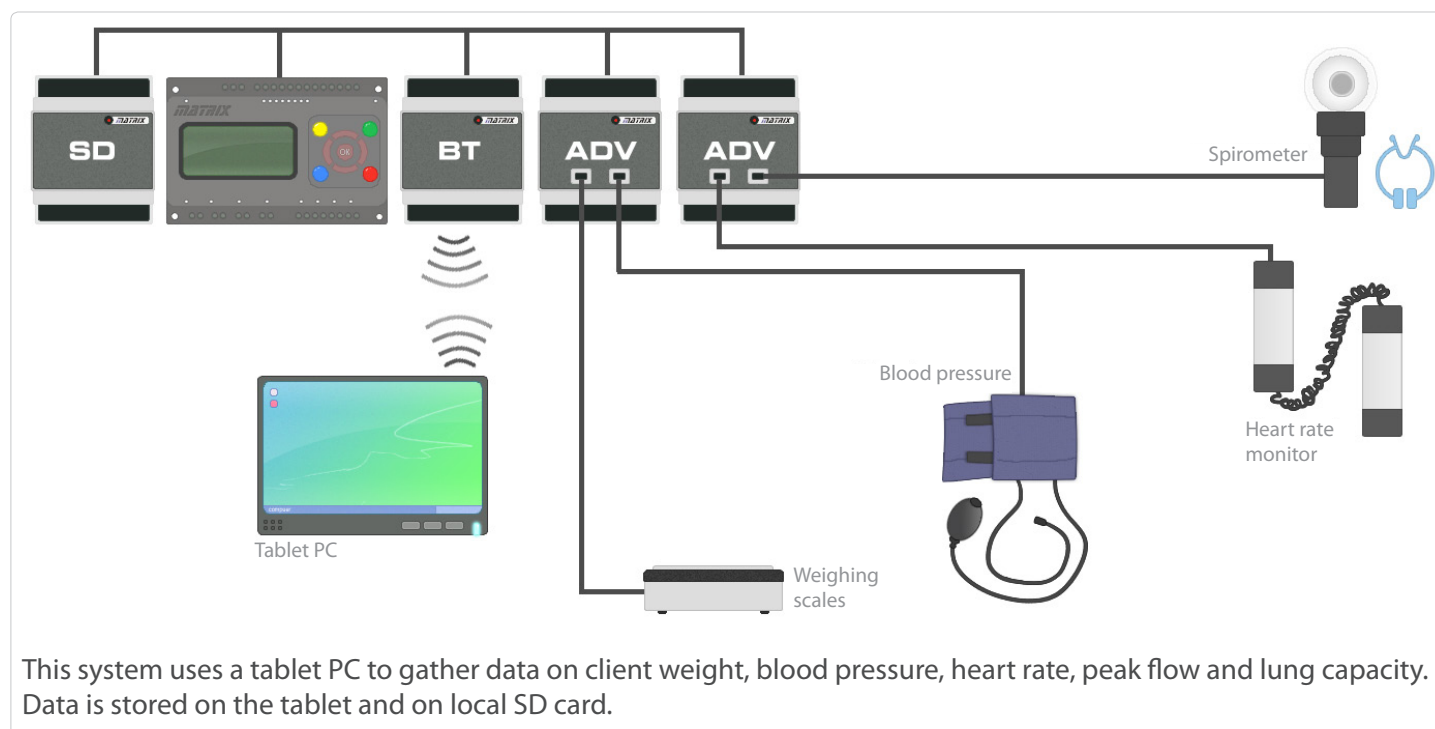 MATRIX
SD
MATRIX
OK
MATRIX
BT
MATRIX
ADV
MATRIX
ADV
Spirometer
Blood pressure
Heart rate
monitor
Tablet PC
Weighing
scales
This system uses a tablet PC to gather data on client weight, blood pressure, heart rate, peak flow and lung capacity.
Data is stored on the tablet and on local SD card.